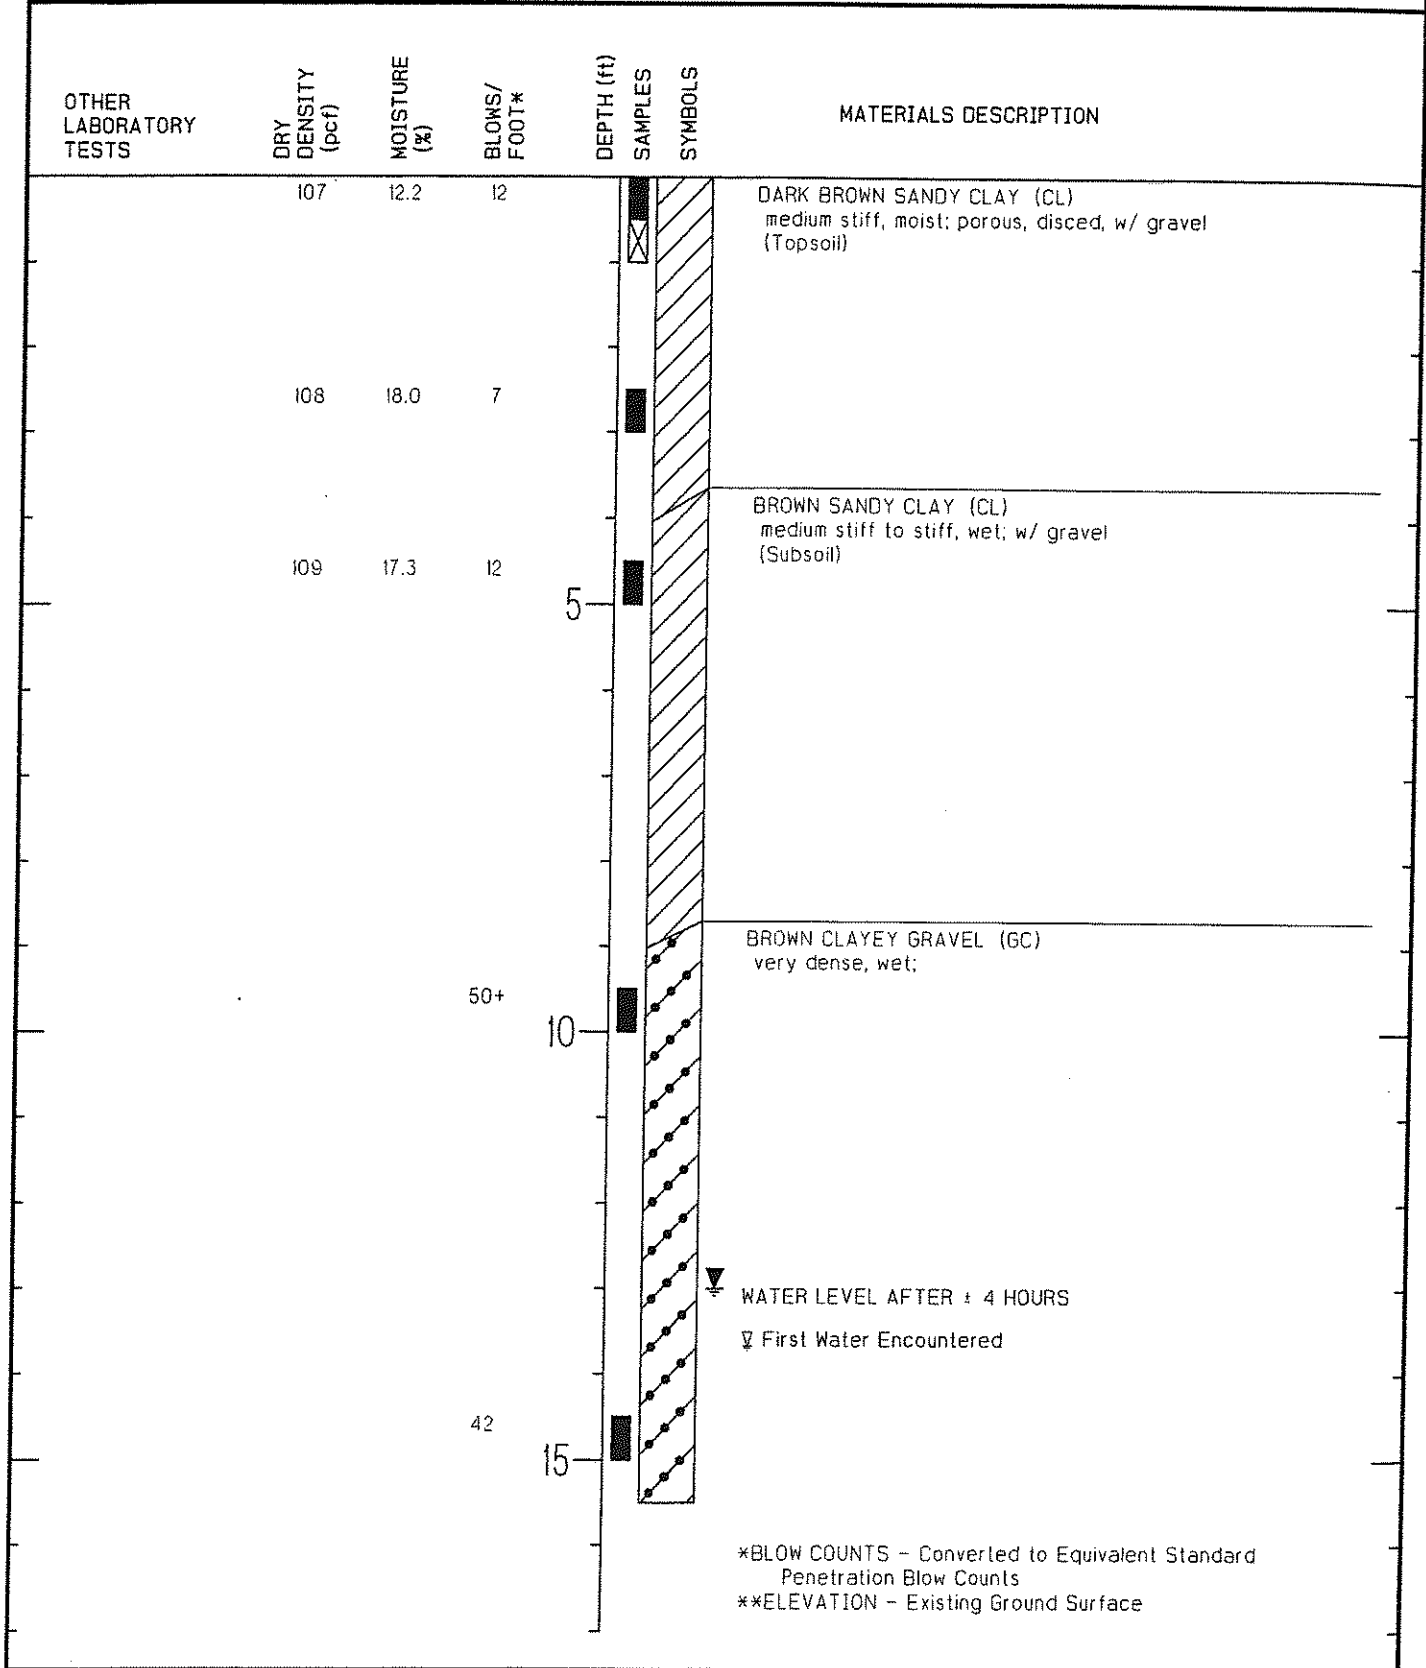 OTHER
LABORATORY
TESTS
DRY
DENSITY
(pcf)
MOISTURE
(%)
BLOWS/
FOOT*
DEPTH (ft)
SAMPLES
SYMBOLS
MATERIALS DESCRIPTION
107 12.2 12
DARK BROWN SANDY CLAY (CL)
medium stiff, moist; porous, disced, w/ gravel
(Topsoil)
108 18.0 7
BROWN SANDY CLAY (CL)
medium stiff to stiff, wet; w/ gravel
(Subsoil)
109 17.3 12
5
BROWN CLAYEY GRAVEL (GC)
very dense, wet;
50+
10
WATER LEVEL AFTER ± 4 HOURS
First Water Encountered
42
15
*BLOW COUNTS - Converted to Equivalent Standard
Penetration Blow Counts
**ELEVATION - Existing Ground Surface